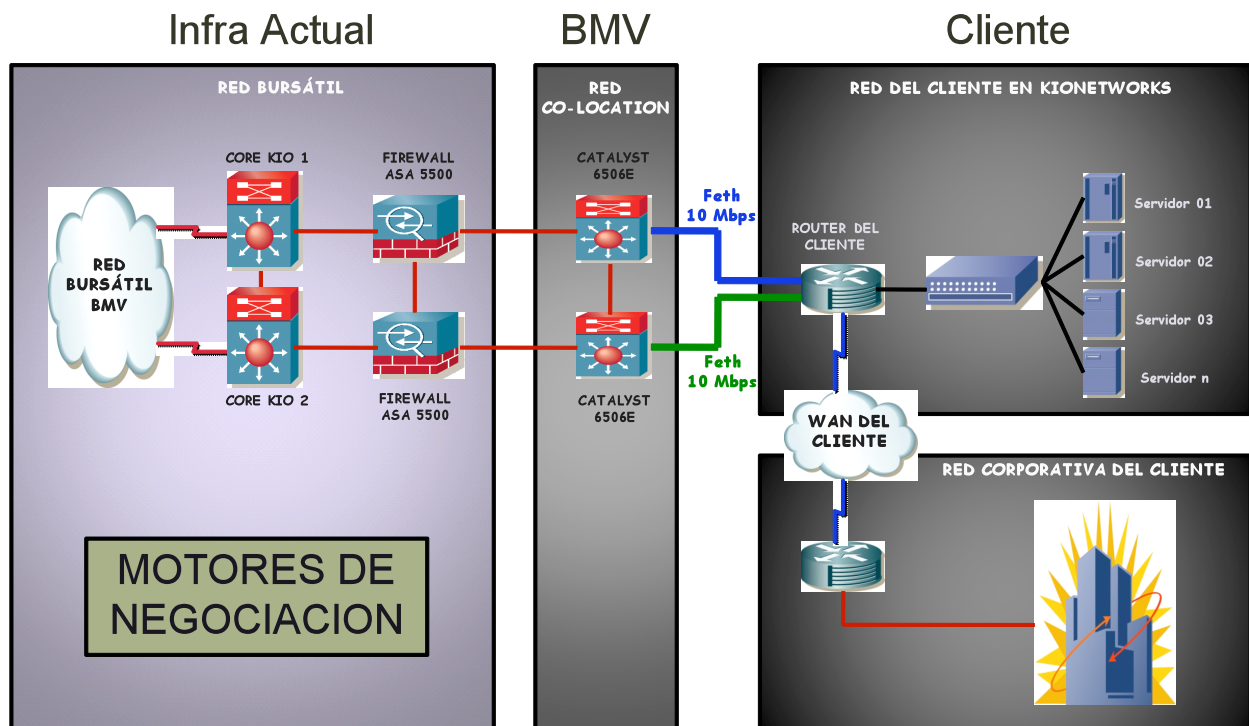 Infra Actual
BMV
Cliente
RED BURSÁTIL
CORE KIO 1
FIREWALL
ASA 5500
RED
BURSÁTIL
BMV
CORE KIO 2
FIREWALL
ASA 5500
MOTORES DE
NEGOCIACION
RED
CO-LOCATION
CATALYST
6506E
CATALYST
6506E
Feth
10 Mbps
Feth
10 Mbps
RED DEL CLIENTE EN KIONETWORKS
ROUTER DEL
CLIENTE
Servidor 01
Servidor 02
Servidor 03
Servidor n
WAN DEL
CLIENTE
RED CORPORATIVA DEL CLIENTE